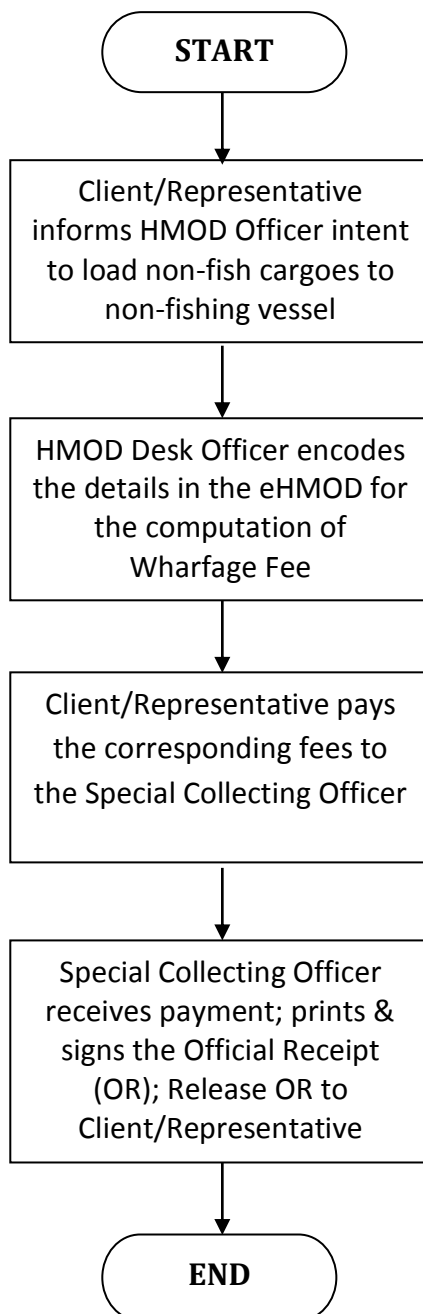 START
Client/Representative
informs HMOD Officer intent
to load non-fish cargoes to
non-fishing vessel
HMOD Desk Officer encodes
the details in the eHMOD for
the computation of
Wharfage Fee
Client/Representative pays
the corresponding fees to
the Special Collecting Officer
Special Collecting Officer
receives payment; prints &
signs the Official Receipt
(OR); Release OR to
Client/Representative
END